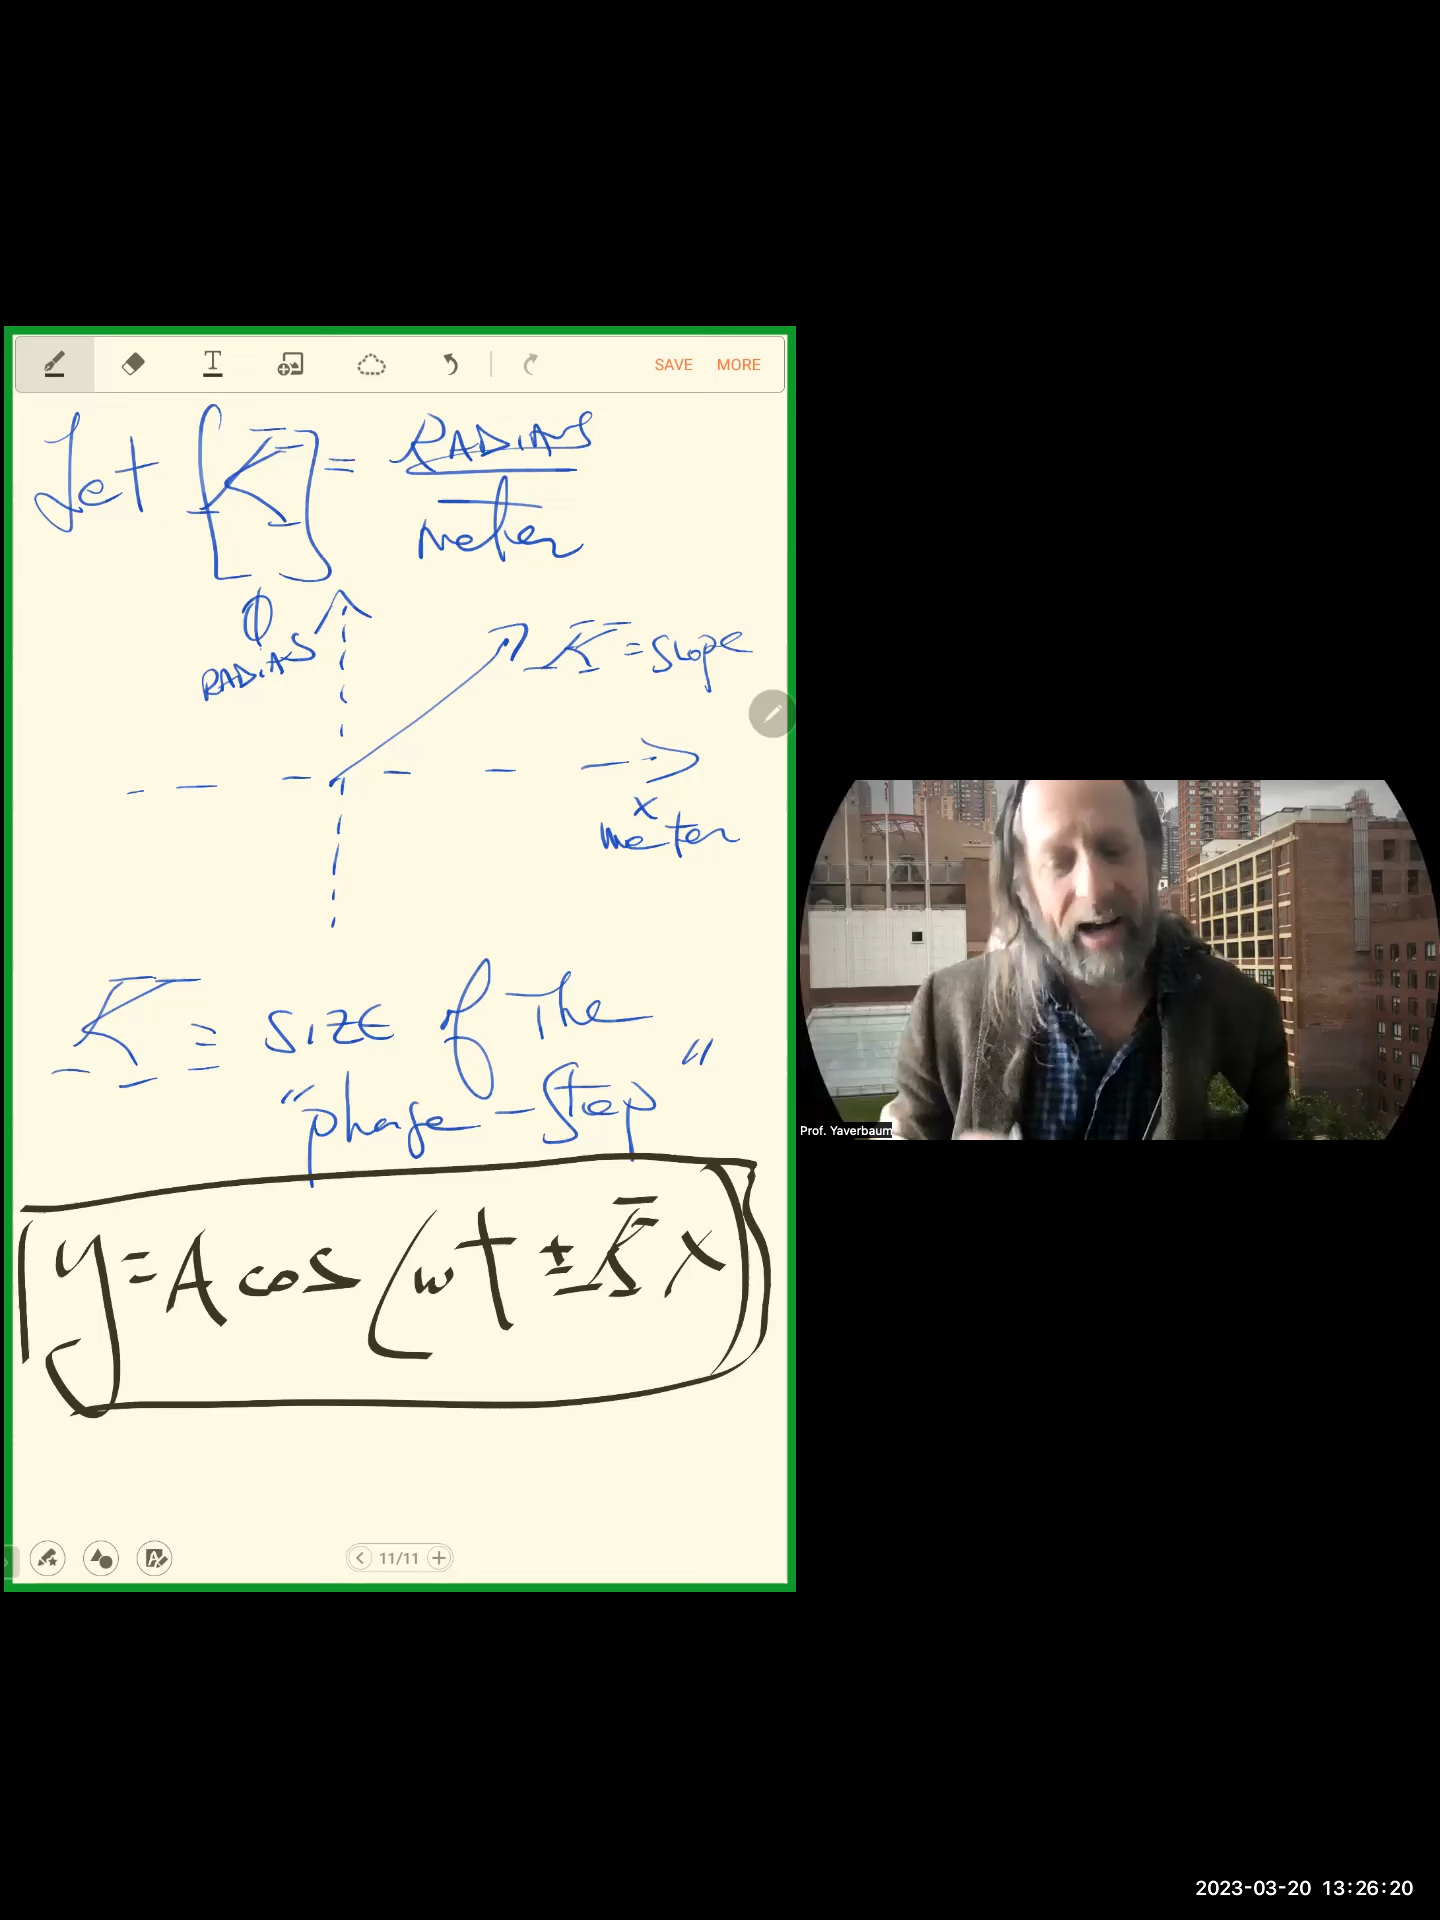 SAVE MORE
Let [K] = RADIANS
meter
φ
RADIANS
K = slope
x
meter
K ≡ SIZE of The
"phase-step"
y = A cos (ωt ± Kx)
11/11
Prof. Yaverbaum
2023-03-20 13:26:20